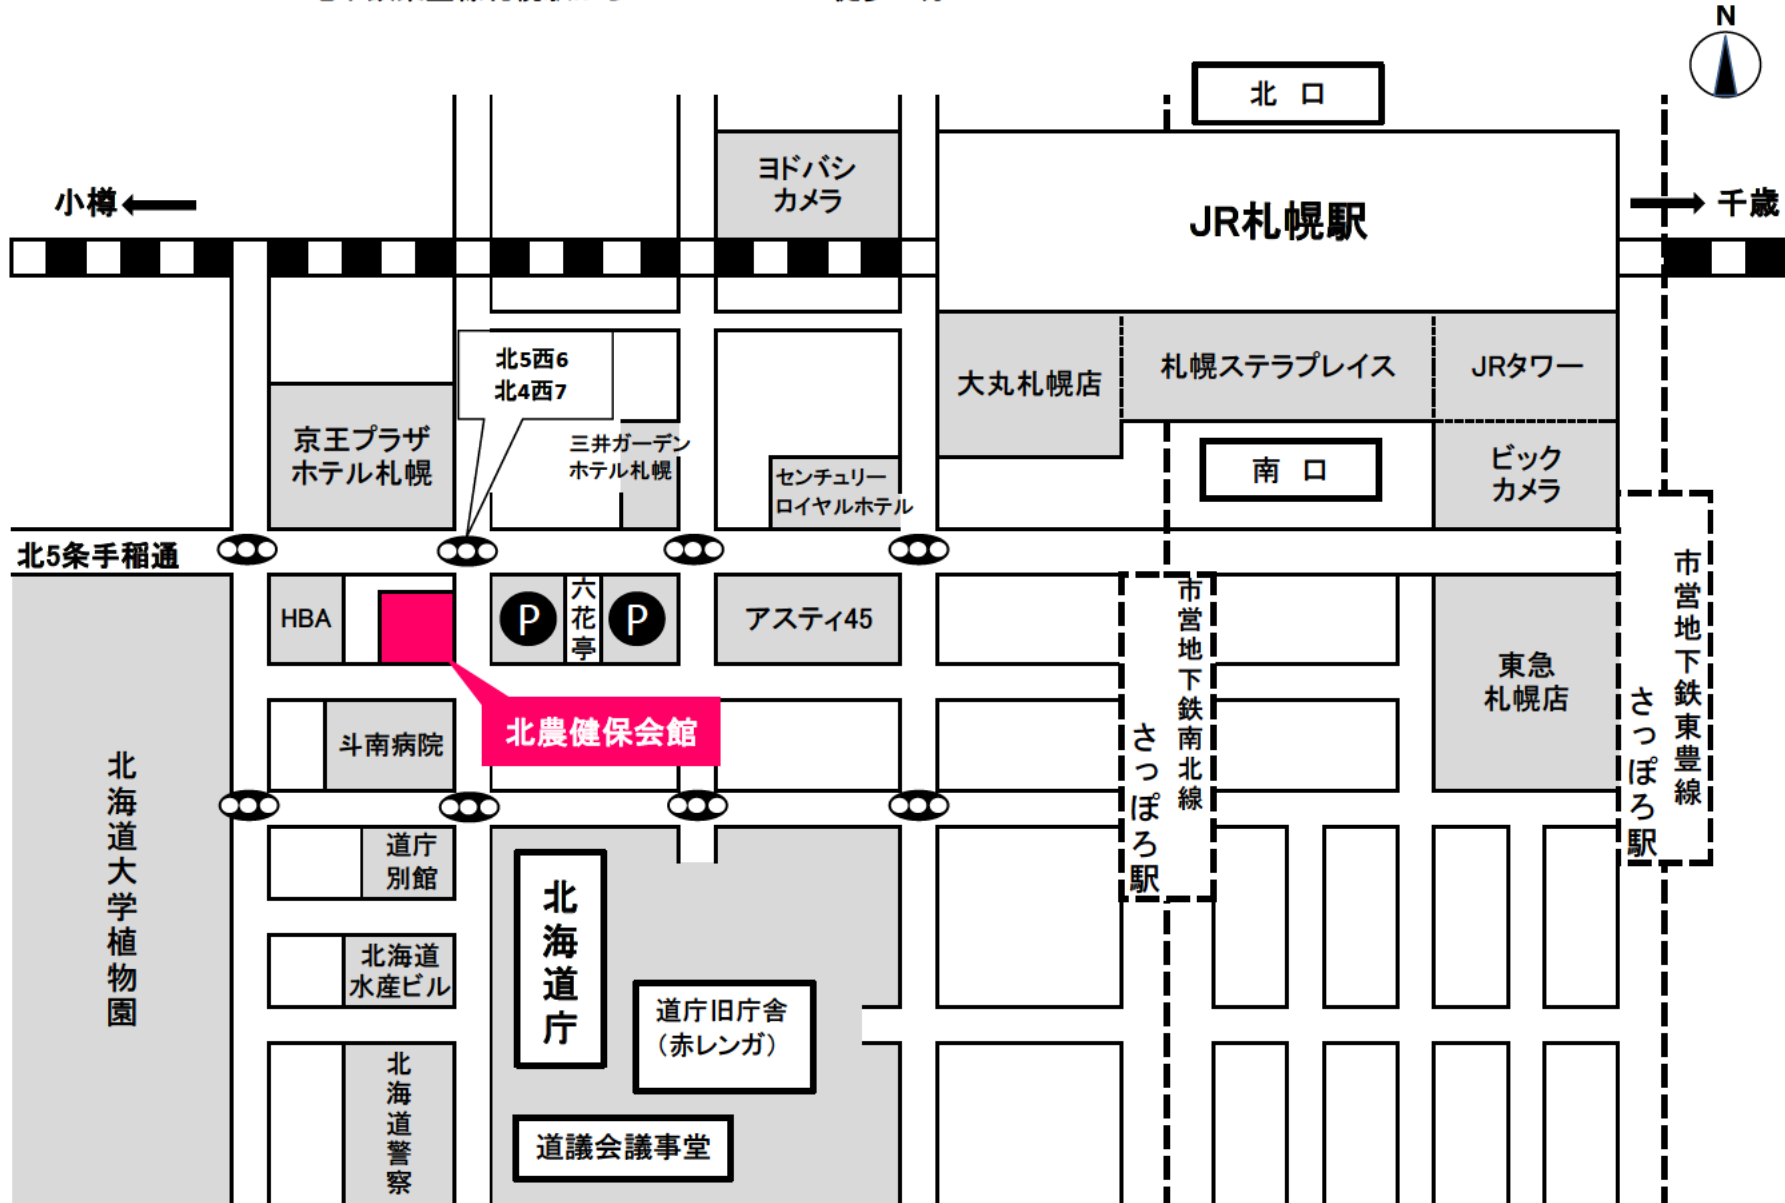 N
北 口
ヨドバシ
カメラ
小樽
JR札幌駅
千歳
北5西6
北4西7
大丸札幌店
札幌ステラプレイス
JRタワー
京王プラザ
ホテル札幌
三井ガーデン
ホテル札幌
センチュリー
ロイヤルホテル
南 口
ビック
カメラ
北5条手稲通
HBA
P
六花亭
P
アスティ45
市営地下鉄南北線
さっぽろ駅
東急
札幌店
市営地下鉄東豊線
さっぽろ駅
北農健保会館
斗南病院
北海道大学植物園
道庁
別館
北海道庁
北海道
水産ビル
道庁旧庁舎
（赤レンガ）
北海道警察
道議会議事堂